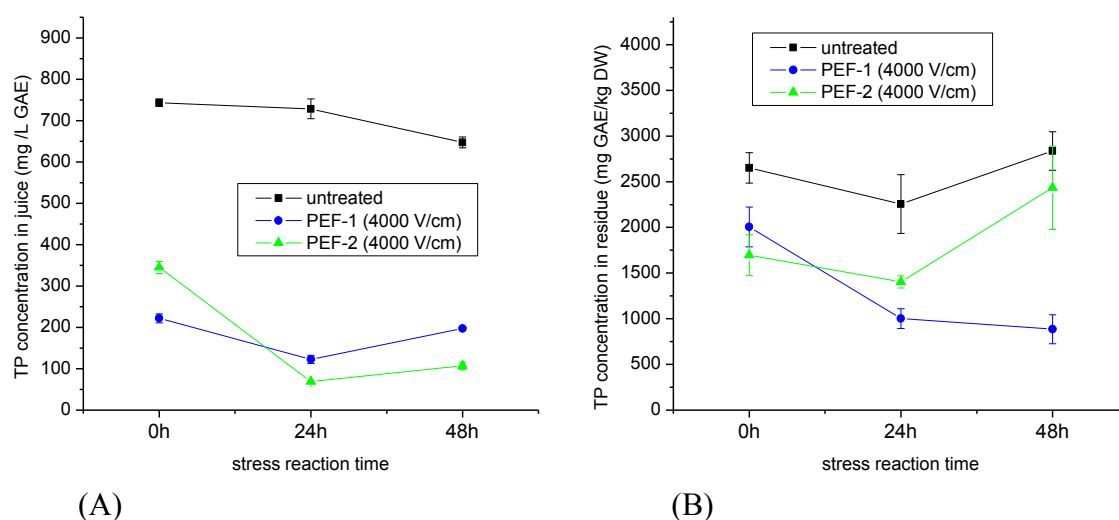 TP concentration in juice (mg /L GAE)
900
800
700
600
500
400
300
200
100
0
untreated
PEF-1 (4000 V/cm)
PEF-2 (4000 V/cm)
0h
24h
48h
stress reaction time
(A)
TP concentration in residue (mg GAE/kg DW)
4000
3500
3000
2500
2000
1500
1000
500
0
untreated
PEF-1 (4000 V/cm)
PEF-2 (4000 V/cm)
0h
24h
48h
stress reaction time
(B)